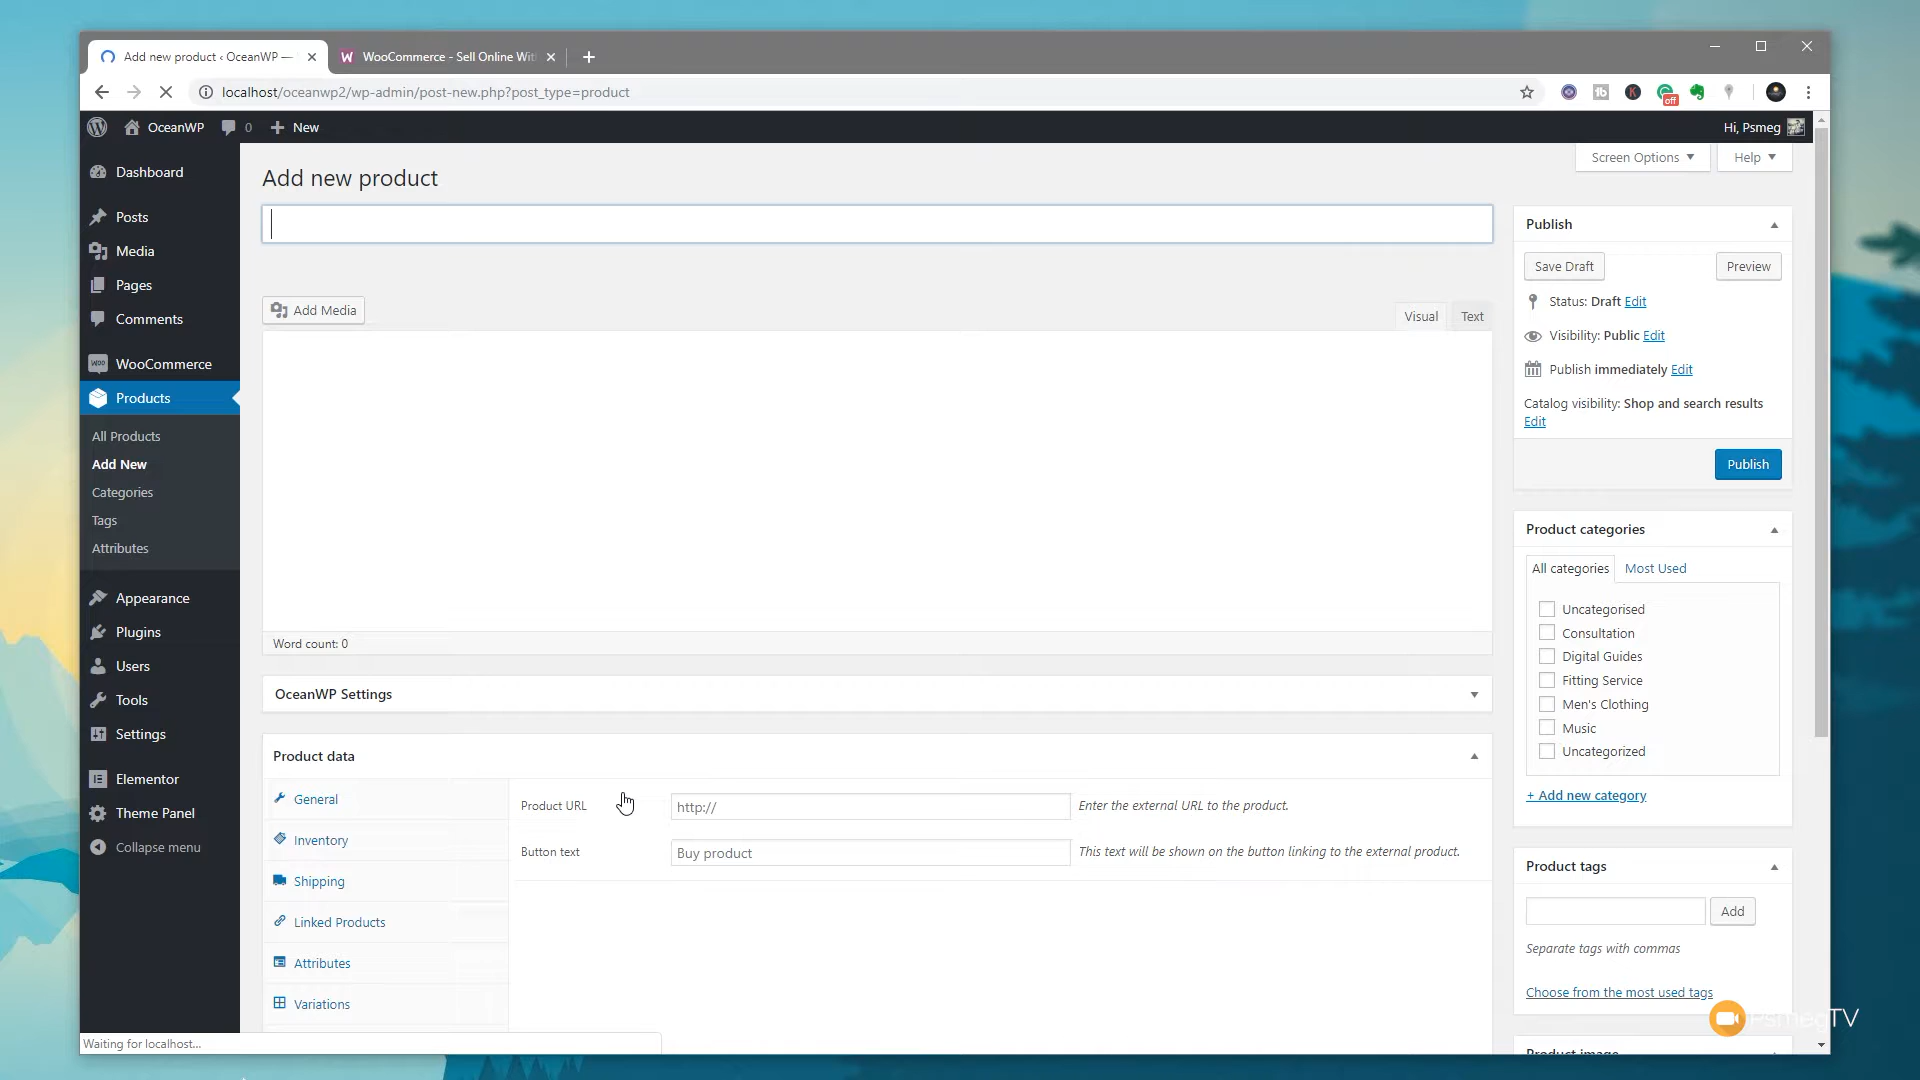 Add new product ‹ OceanWP —
WooCommerce - Sell Online Wit
localhost/oceanwp2/wp-admin/post-new.php?post_type=product
off
OceanWP
0
New
Hi, Psmeg
Screen Options
Help
Dashboard
Posts
Media
Pages
Comments
WooCommerce
Products
All Products
Add New
Categories
Tags
Attributes
Appearance
Plugins
Users
Tools
Settings
Elementor
Theme Panel
Collapse menu
Add new product
Add Media
Visual
Text
Word count: 0
OceanWP Settings
Product data
General
Inventory
Shipping
Linked Products
Attributes
Variations
Product URL
http://
Enter the external URL to the product.
Button text
Buy product
This text will be shown on the button linking to the external product.
Publish
Save Draft
Preview
Status: Draft Edit
Visibility: Public Edit
Publish immediately Edit
Catalog visibility: Shop and search results
Edit
Publish
Product categories
All categories
Most Used
Uncategorised
Consultation
Digital Guides
Fitting Service
Men's Clothing
Music
Uncategorized
+ Add new category
Product tags
Add
Separate tags with commas
Choose from the most used tags
PsmegTV
Product image
Waiting for localhost...